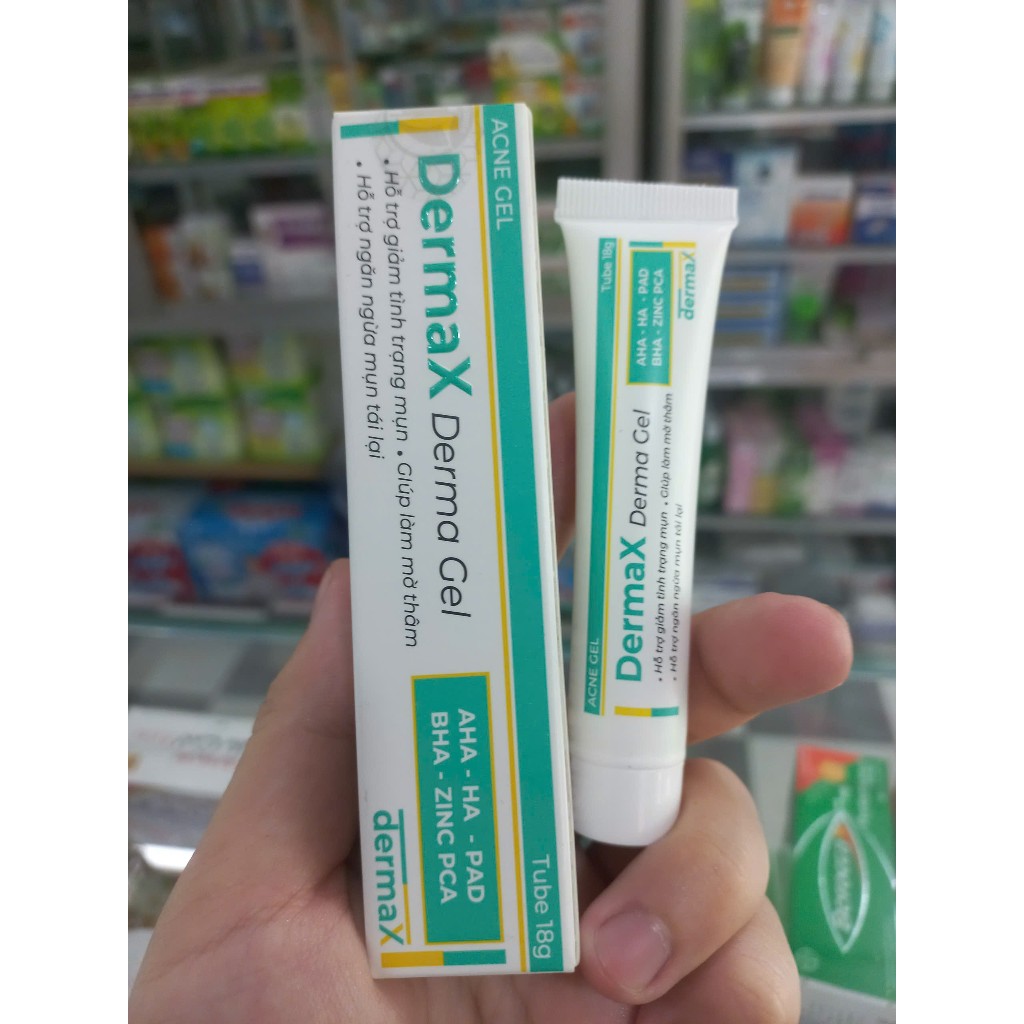 ACNE GEL
DermaX Derma Gel
• Hỗ trợ giảm tình trạng mụn • Giúp làm mờ thâm
• Hỗ trợ ngăn ngừa mụn tái lại
AHA - HA - PAD
BHA - ZINC PCA
dermaX
Tube 18g
ACNE GEL
Tube 18g
DermaX Derma Gel
• Hỗ trợ giảm tình trạng mụn • Giúp làm mờ thâm
• Hỗ trợ ngăn ngừa mụn tái lại
AHA - HA - PAD
BHA - ZINC PCA
dermaX